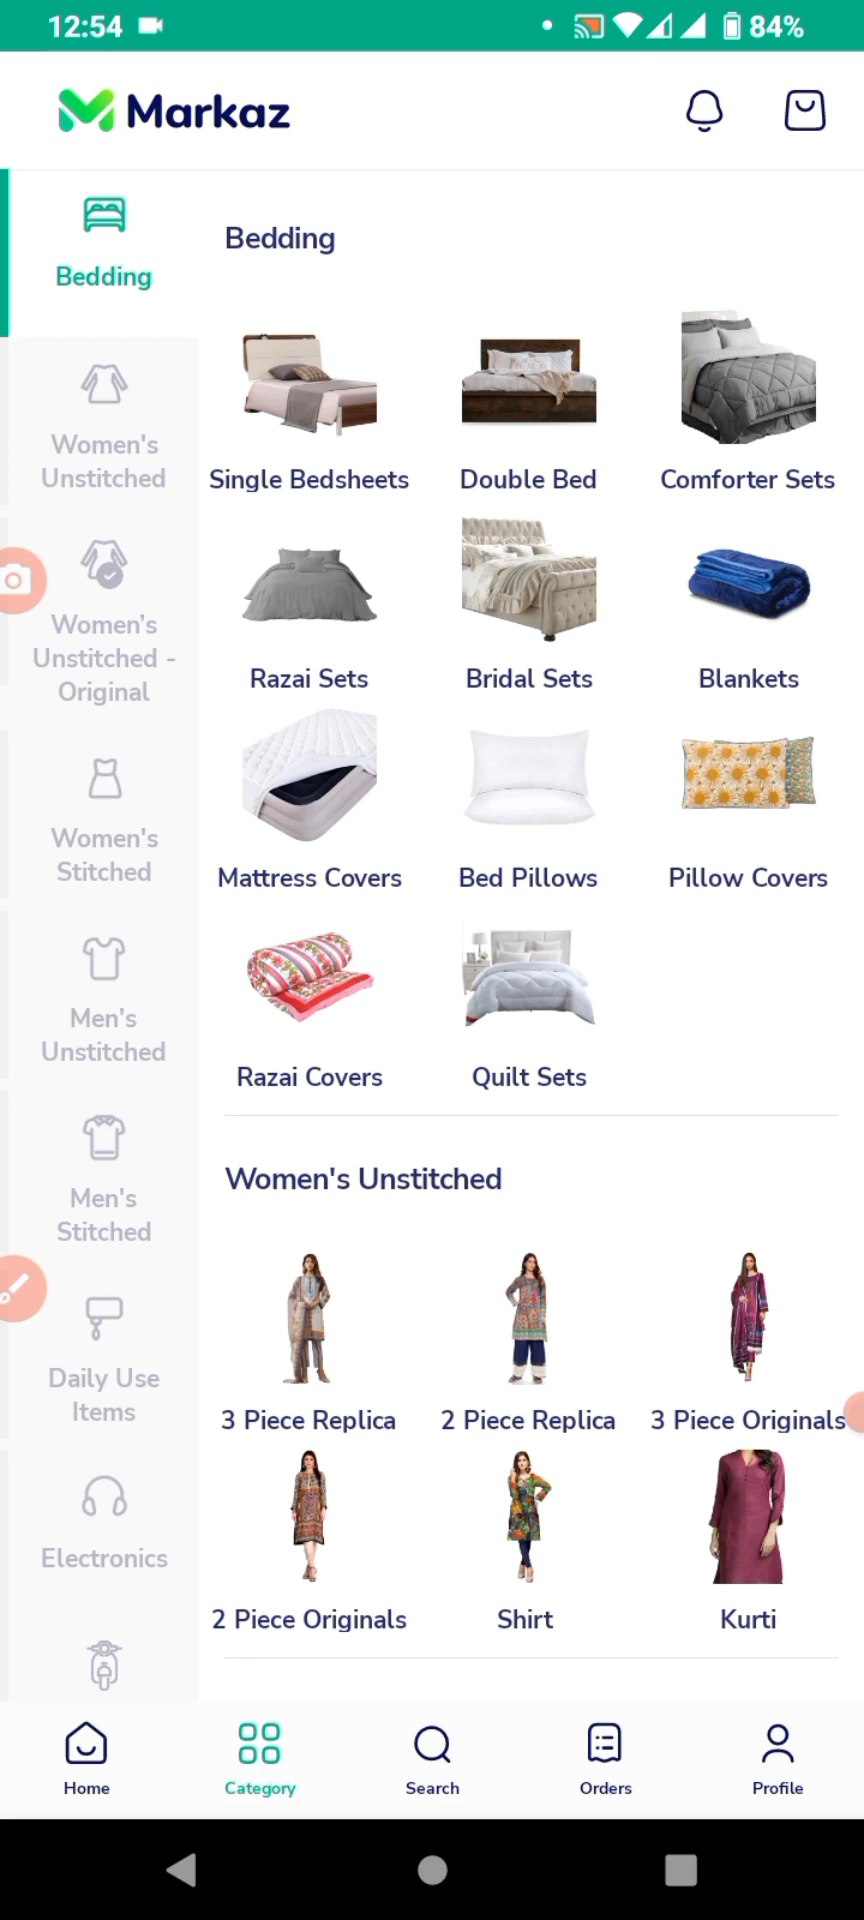 12:54
84%
Markaz
Bedding
Women's
Unstitched
Women's
Unstitched -
Original
Women's
Stitched
Men's
Unstitched
Men's
Stitched
Daily Use
Items
Electronics
Bedding
Single Bedsheets Double Bed Comforter Sets
Razai Sets Bridal Sets Blankets
Mattress Covers Bed Pillows Pillow Covers
Razai Covers Quilt Sets
Women's Unstitched
3 Piece Replica 2 Piece Replica 3 Piece Originals
2 Piece Originals Shirt Kurti
Home Category Search Orders Profile